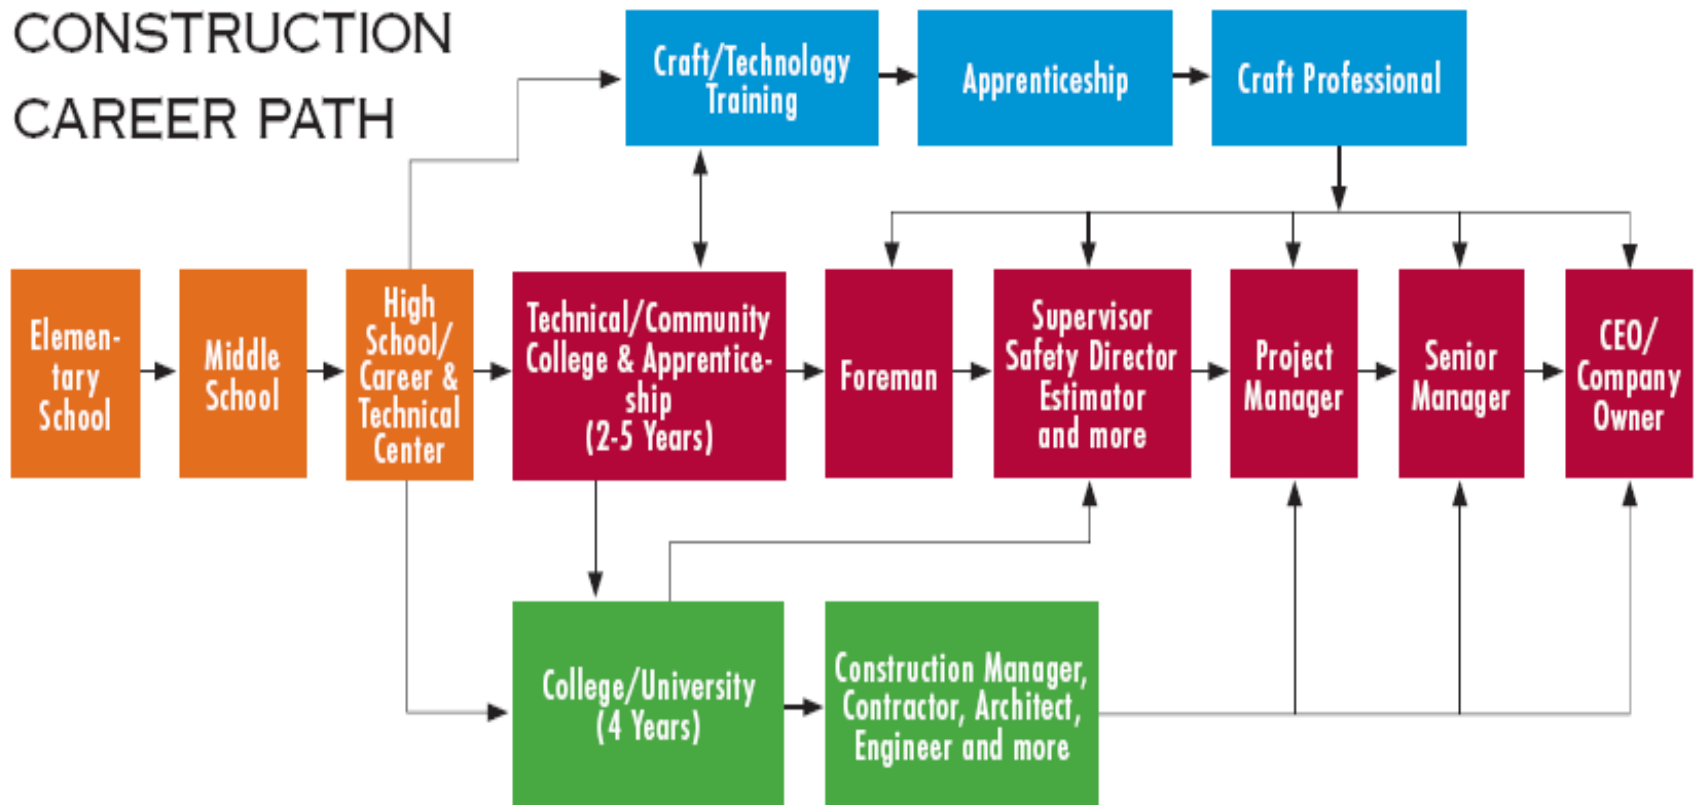 CONSTRUCTION
CAREER PATH
Craft/Technology
Training
Apprenticeship
Craft Professional
Elemen-
tary
School
Middle
School
High
School/
Career &
Technical
Center
Technical/Community
College & Apprentice-
ship
(2-5 Years)
Foreman
Supervisor
Safety Director
Estimator
and more
Project
Manager
Senior
Manager
CEO/
Company
Owner
College/University
(4 Years)
Construction Manager,
Contractor, Architect,
Engineer and more